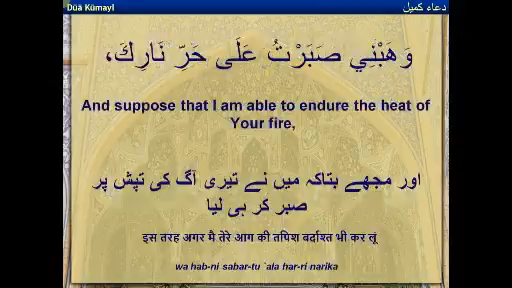 Duà Kùmayl
دعاء كميل
وَهَبْنِي صَبَرْتُ عَلَى حَرِّ نَارِكَ،
And suppose that I am able to endure the heat of
Your fire,
اور مجھے بتاکہ میں نے تیری آگ کی تپش پر
صبر کر ہی لیا
इस तरह अगर मै तेरे आग की तपिश बर्दाश्त भी कर लूं
wa hab-ni sabar-tu `ala har-ri narika